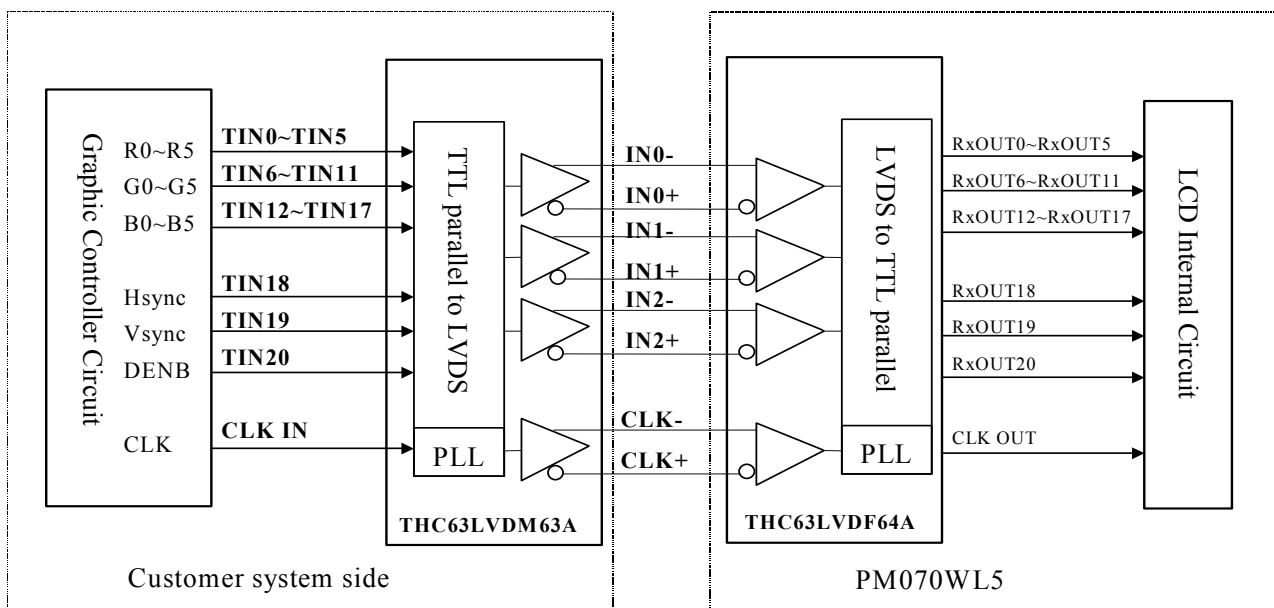 Graphic Controller Circuit
R0~R5
G0~G5
B0~B5
Hsync
Vsync
DENB
CLK
TIN0~TIN5
TIN6~TIN11
TIN12~TIN17
TIN18
TIN19
TIN20
CLK IN
TTL parallel to LVDS
PLL
THC63LVDM63A
Customer system side
IN0-
IN0+
IN1-
IN1+
IN2-
IN2+
CLK-
CLK+
LVDS to TTL parallel
PLL
THC63LVDF64A
RxOUT0~RxOUT5
RxOUT6~RxOUT11
RxOUT12~RxOUT17
RxOUT18
RxOUT19
RxOUT20
CLK OUT
LCD Internal Circuit
PM070WL5